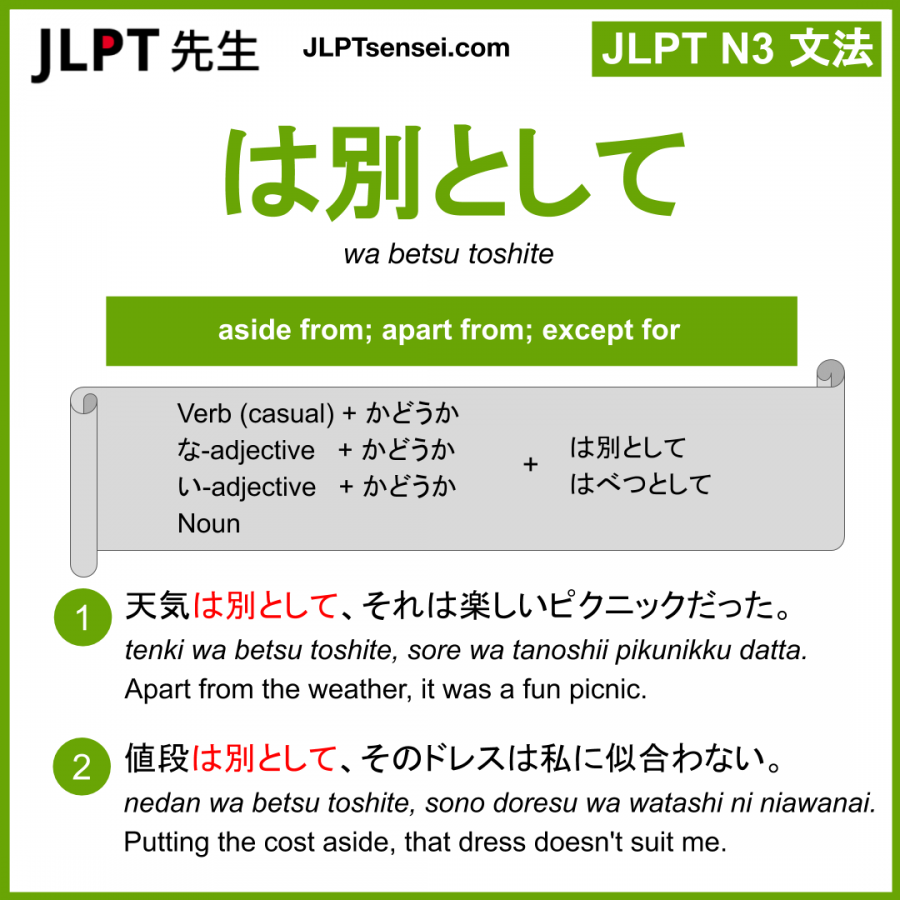 JLPT 先生
JLPTsensei.com
JLPT N3 文法
は別として
wa betsu toshite
aside from; apart from; except for
Verb (casual) + かどうか
な-adjective + かどうか
い-adjective + かどうか
Noun
+
は別として
はべつとして
1
天気は別として、それは楽しいピクニックだった。
tenki wa betsu toshite, sore wa tanoshii pikunikku datta.
Apart from the weather, it was a fun picnic.
2
値段は別として、そのドレスは私に似合わない。
nedan wa betsu toshite, sono doresu wa watashi ni niawanai.
Putting the cost aside, that dress doesn't suit me.